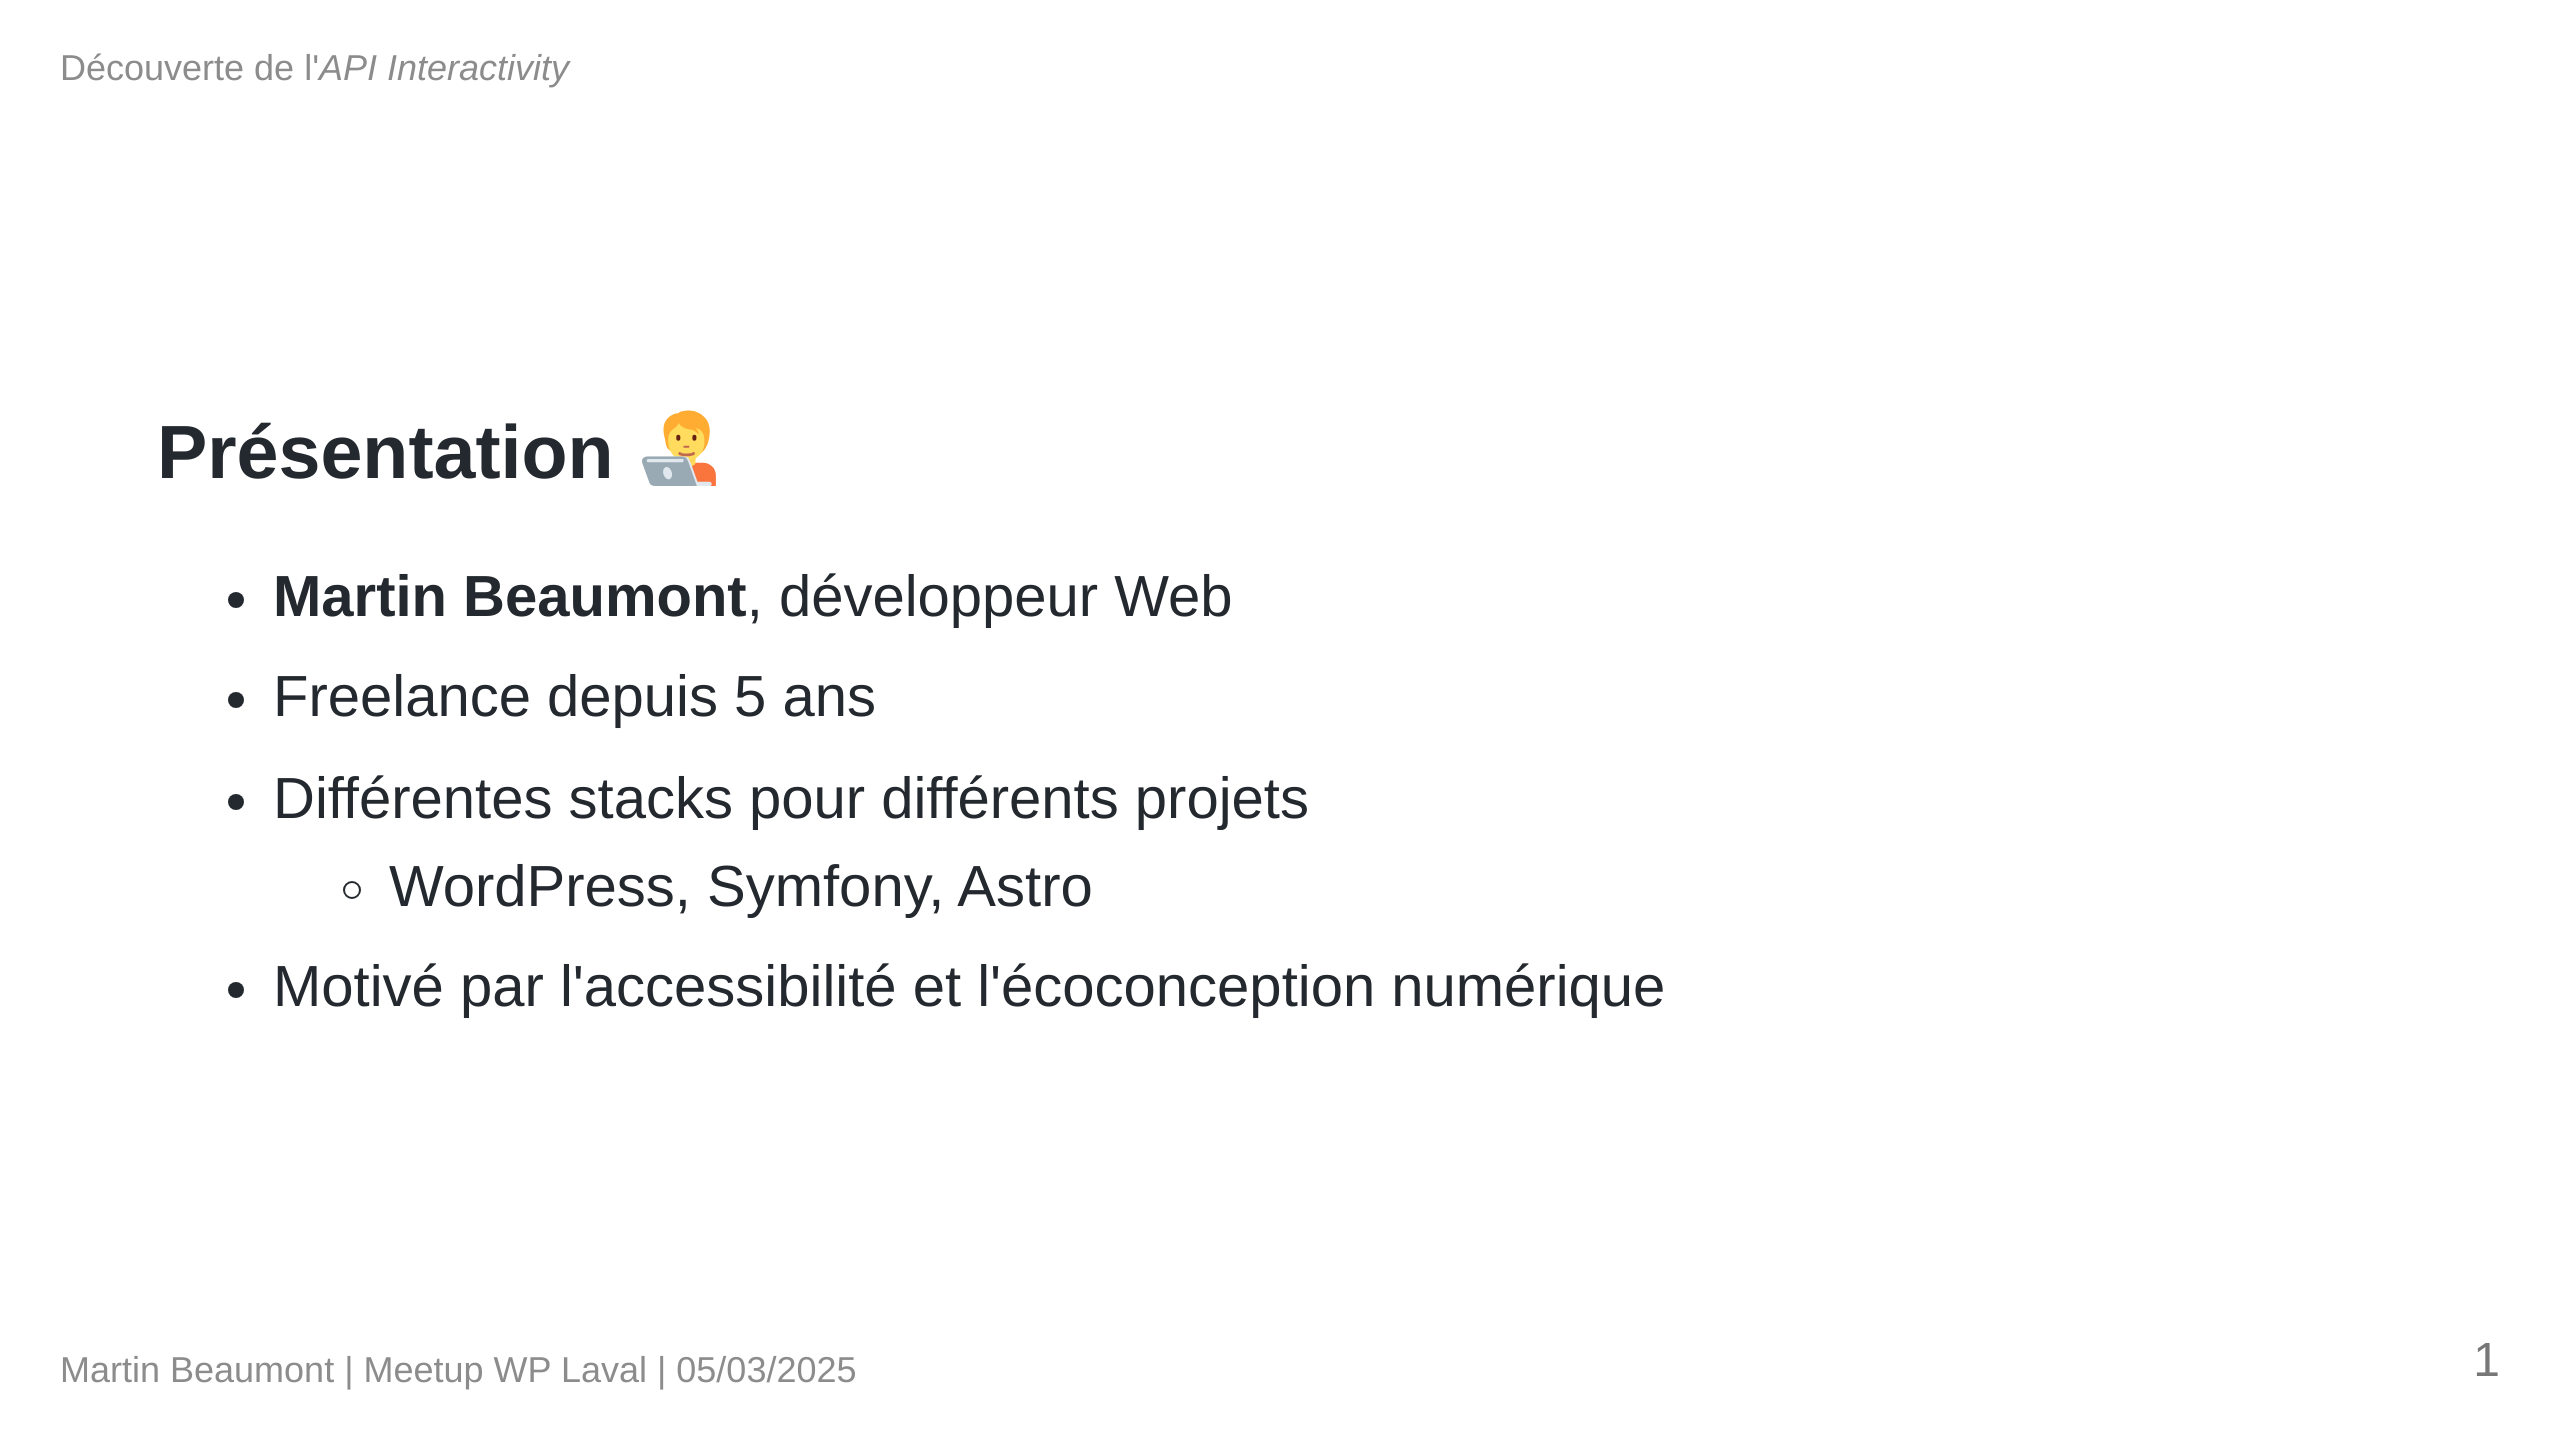 Découverte de l'API Interactivity
Présentation 🧑‍💻
Martin Beaumont, développeur Web
Freelance depuis 5 ans
Différentes stacks pour différents projets
WordPress, Symfony, Astro
Motivé par l'accessibilité et l'écoconception numérique
Martin Beaumont | Meetup WP Laval | 05/03/2025
1